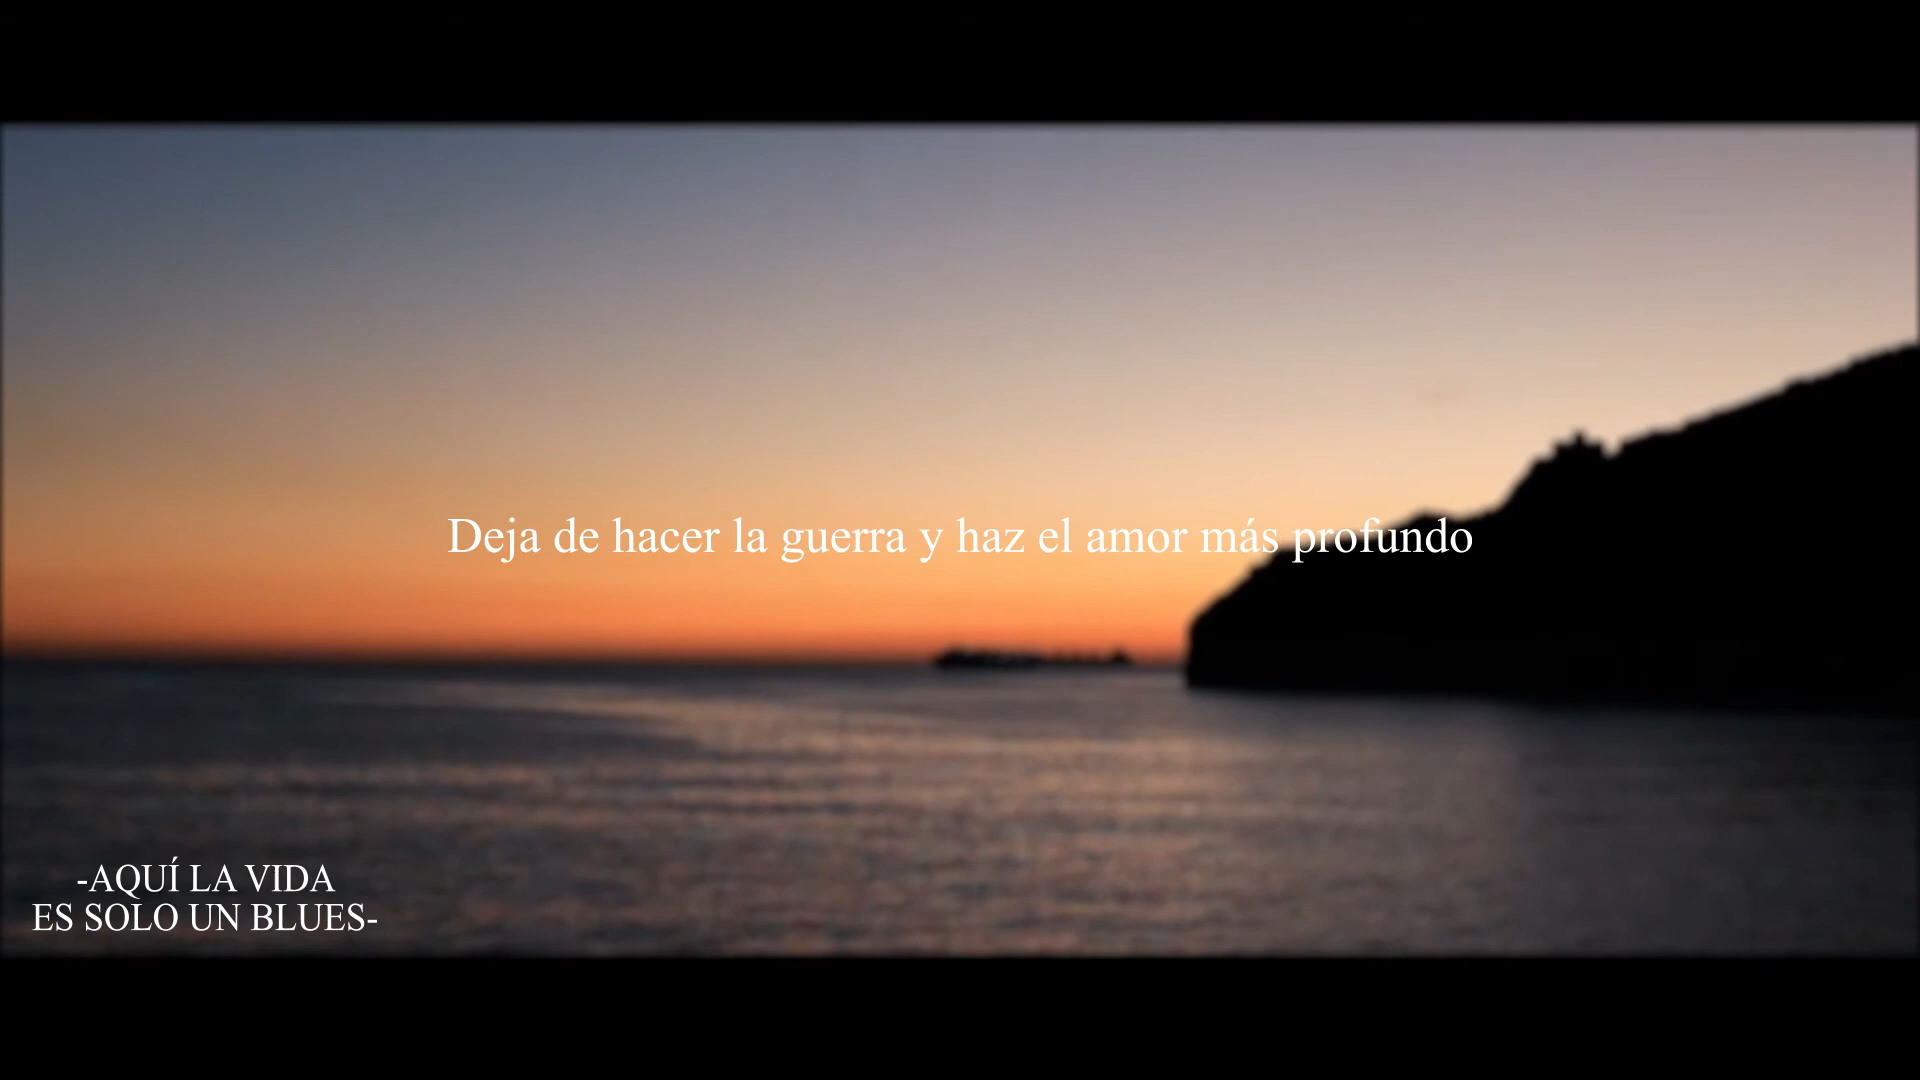 Deja de hacer la guerra y haz el amor más profundo
-AQUÍ LA VIDA
ES SOLO UN BLUES-